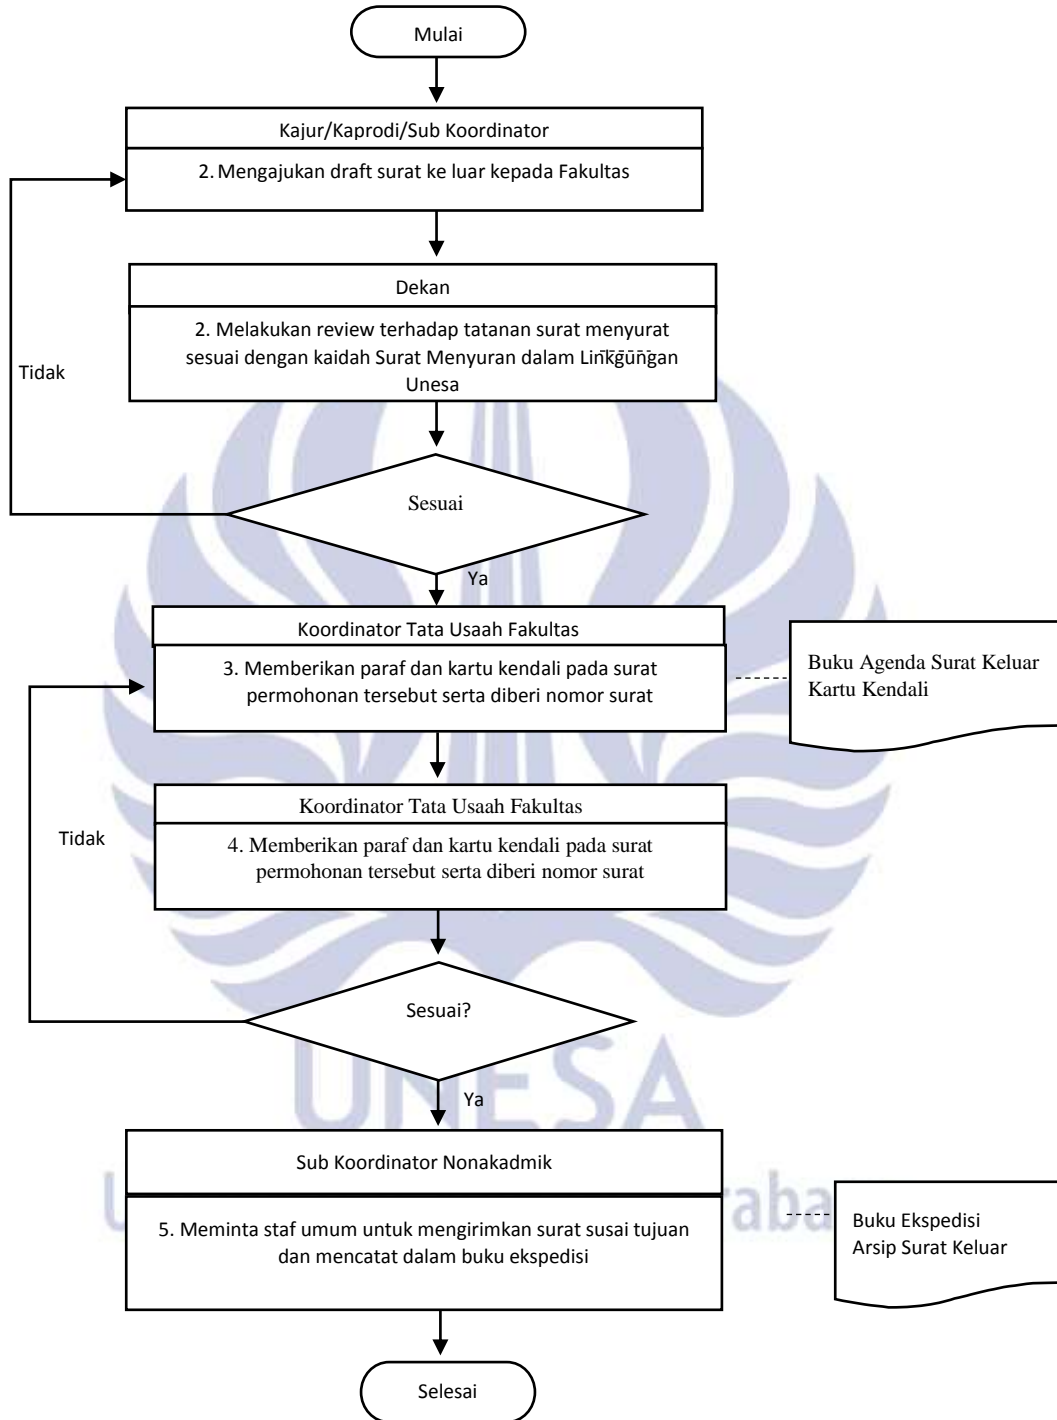 Mulai
Kajur/Kaprodi/Sub Koordinator
2. Mengajukan draft surat ke luar kepada Fakultas
Dekan
2. Melakukan review terhadap tatanan surat menyurat
sesuai dengan kaidah Surat Menyuran dalam
Unesa
Tidak
Sesuai
Ya
Koordinator Tata Usaah Fakultas
3. Memberikan paraf dan kartu kendali pada surat
permohonan tersebut serta diberi nomor surat
Buku Agenda Surat Keluar
Kartu Kendali
Koordinator Tata Usaah Fakultas
4. Memberikan paraf dan kartu kendali pada surat
permohonan tersebut serta diberi nomor surat
Tidak
Sesuai?
UNESA
Ya
Sub Koordinator Nonakadmik
5. Meminta staf umum untuk mengirimkan surat susai tujuan
dan mencatat dalam buku ekspedisi
Buku Ekspedisi
Arsip Surat Keluar
Selesai